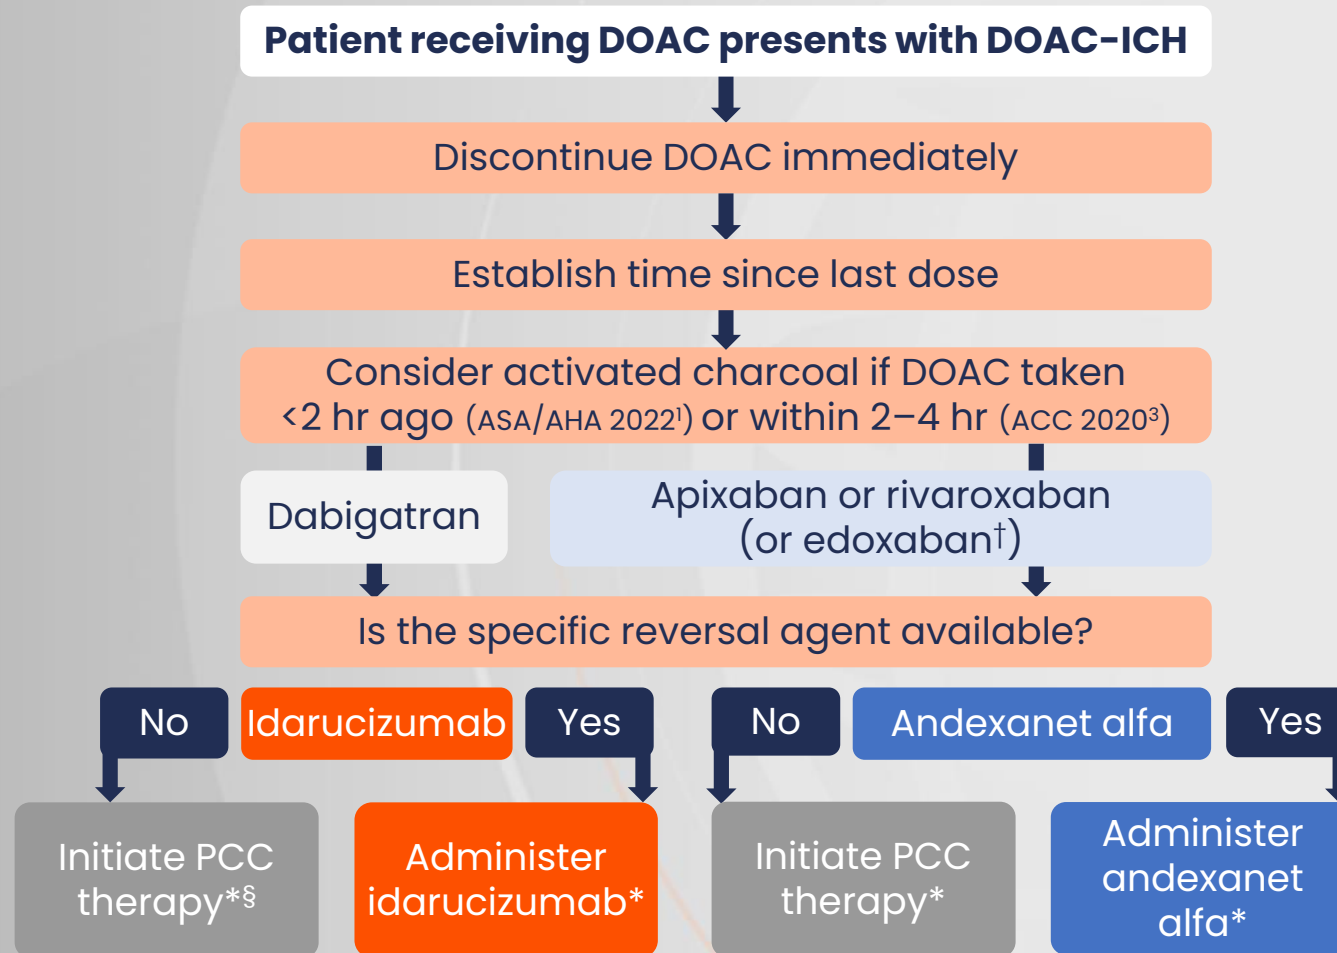 Patient receiving DOAC presents with DOAC-ICH
Discontinue DOAC immediately
Establish time since last dose
Consider activated charcoal if DOAC taken
<2 hr ago (ASA/AHA 2022¹) or within 2–4 hr (ACC 2020³)
Dabigatran
Apixaban or rivaroxaban
(or edoxaban†)
Is the specific reversal agent available?
No
Idarucizumab
Yes
No
Andexanet alfa
Yes
Initiate PCC
therapy*§
Administer
idarucizumab*
Initiate PCC
therapy*
Administer
andexanet
alfa*